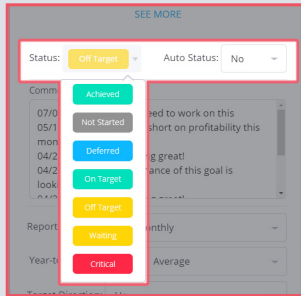 SEE MORE
Status: Off Target Auto Status: No
Comm
Achieved
07/0 eed to work on this
Not Started
05/1 short on profitability this
mon
Deferred
04/2 g great!
04/2 ance of this goal is
On Target
looki
Off Target
Report onthly
Waiting
Year-t Average
Critical